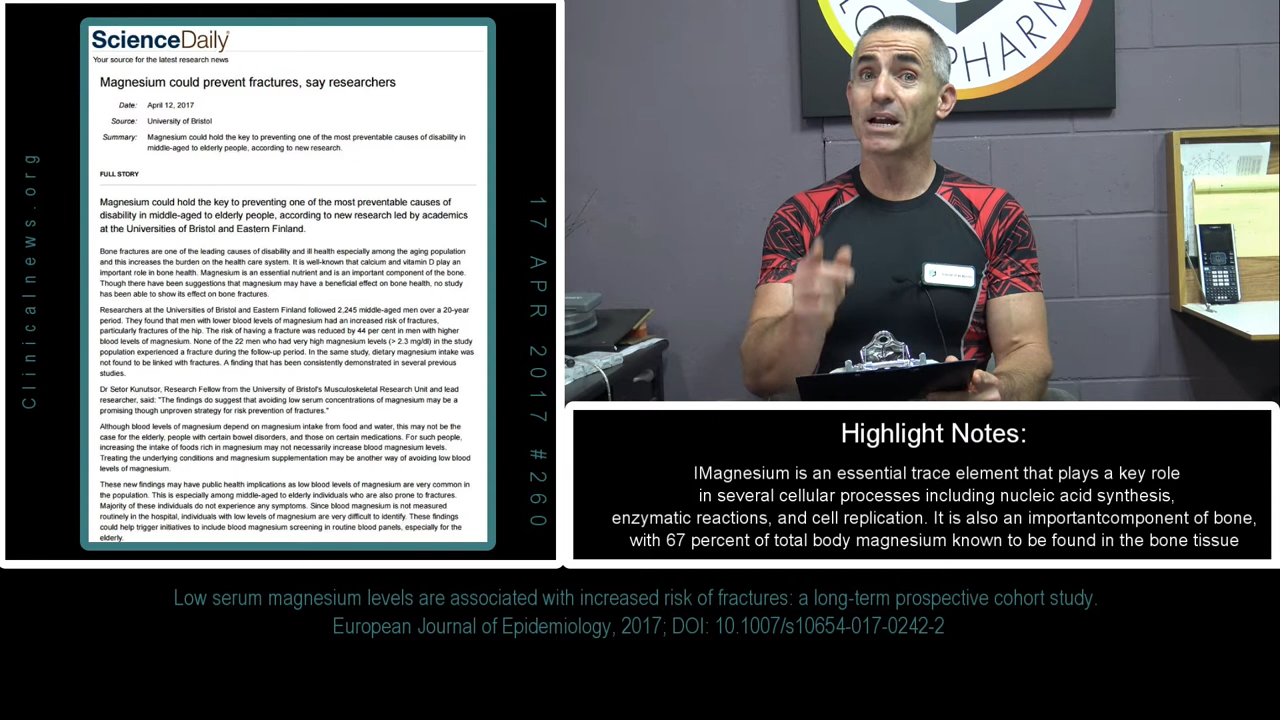 ScienceDaily
Your source for the latest research news
Magnesium could prevent fractures, say researchers
Date: April 12, 2017
Source: University of Bristol
Summary: Magnesium could hold the key to preventing one of the most preventable causes of disability in
middle-aged to elderly people, according to new research.
FULL STORY
Magnesium could hold the key to preventing one of the most preventable causes of
disability in middle-aged to elderly people, according to new research led by academics
at the Universities of Bristol and Eastern Finland.
Bone fractures are one of the leading causes of disability and ill health especially among the aging population
and this increases the burden on the health care system. It is well-known that calcium and vitamin D play an
important role in bone health. Magnesium is an essential nutrient and is an important component of the bone.
Though there have been suggestions that magnesium may have a beneficial effect on bone health, no study
has been able to show its effect on bone fractures.
Researchers at the Universities of Bristol and Eastern Finland followed 2,245 middle-aged men over a 20-year
period. They found that men with lower blood levels of magnesium had an increased risk of fractures,
particularly fractures of the hip. The risk of having a fracture was reduced by 44 per cent in men with higher
blood levels of magnesium. None of the 22 men who had very high magnesium levels (> 2.3 mg/dl) in the study
population experienced a fracture during the follow-up period. In the same study, dietary magnesium intake was
not found to be linked with fractures. A finding that has been consistently demonstrated in several previous
studies.
Dr Setor Kunutsor, Research Fellow from the University of Bristol's Musculoskeletal Research Unit and lead
researcher, said: "The findings do suggest that avoiding low serum concentrations of magnesium may be a
promising though unproven strategy for risk prevention of fractures."
Although blood levels of magnesium depend on magnesium intake from food and water, this may not be the
case for the elderly, people with certain bowel disorders, and those on certain medications. For such people,
increasing the intake of foods rich in magnesium may not necessarily increase blood magnesium levels.
Treating the underlying conditions and magnesium supplementation may be another way of avoiding low blood
levels of magnesium.
These new findings may have public health implications as low blood levels of magnesium are very common in
the population. This is especially among middle-aged to elderly individuals who are also prone to fractures.
Majority of these individuals do not experience any symptoms. Since blood magnesium is not measured
routinely in the hospital, individuals with low levels of magnesium are very difficult to identify. These findings
could help trigger initiatives to include blood magnesium screening in routine blood panels, especially for the
elderly.
Clinicalnews.org
17 APR 2017 #260
PHARM
Highlight Notes:
IMagnesium is an essential trace element that plays a key role
in several cellular processes including nucleic acid synthesis,
enzymatic reactions, and cell replication. It is also an importantcomponent of bone,
with 67 percent of total body magnesium known to be found in the bone tissue
Low serum magnesium levels are associated with increased risk of fractures: a long-term prospective cohort study.
European Journal of Epidemiology, 2017; DOI: 10.1007/s10654-017-0242-2